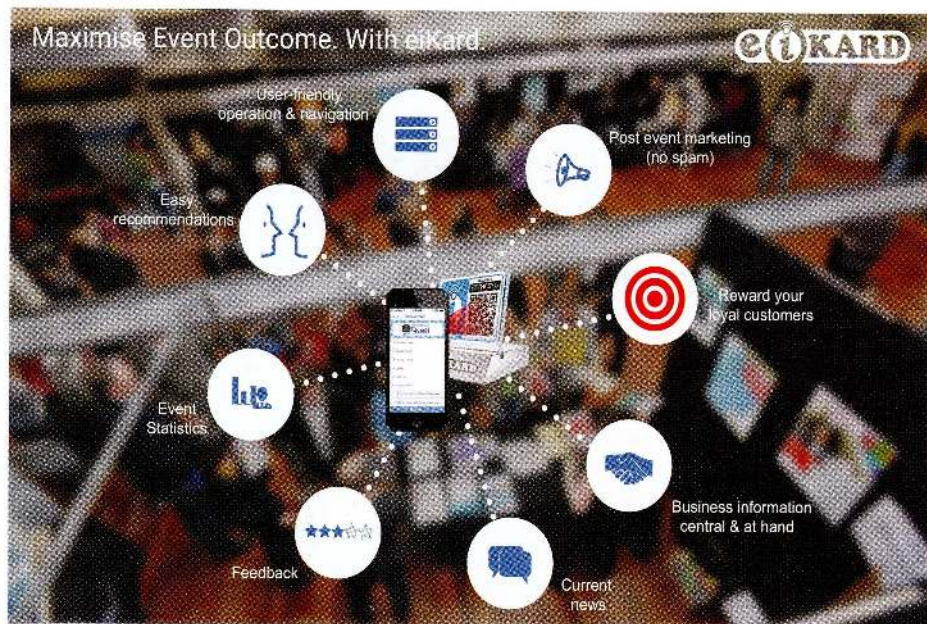 Maximise Event Outcome. With eiKard.
eiKARD
User-friendly
operation & navigation
Post event marketing
(no spam)
Easy
recommendations
Reward your
loyal customers
Event
Statistics
Business information
central & at hand
Feedback
Current
news